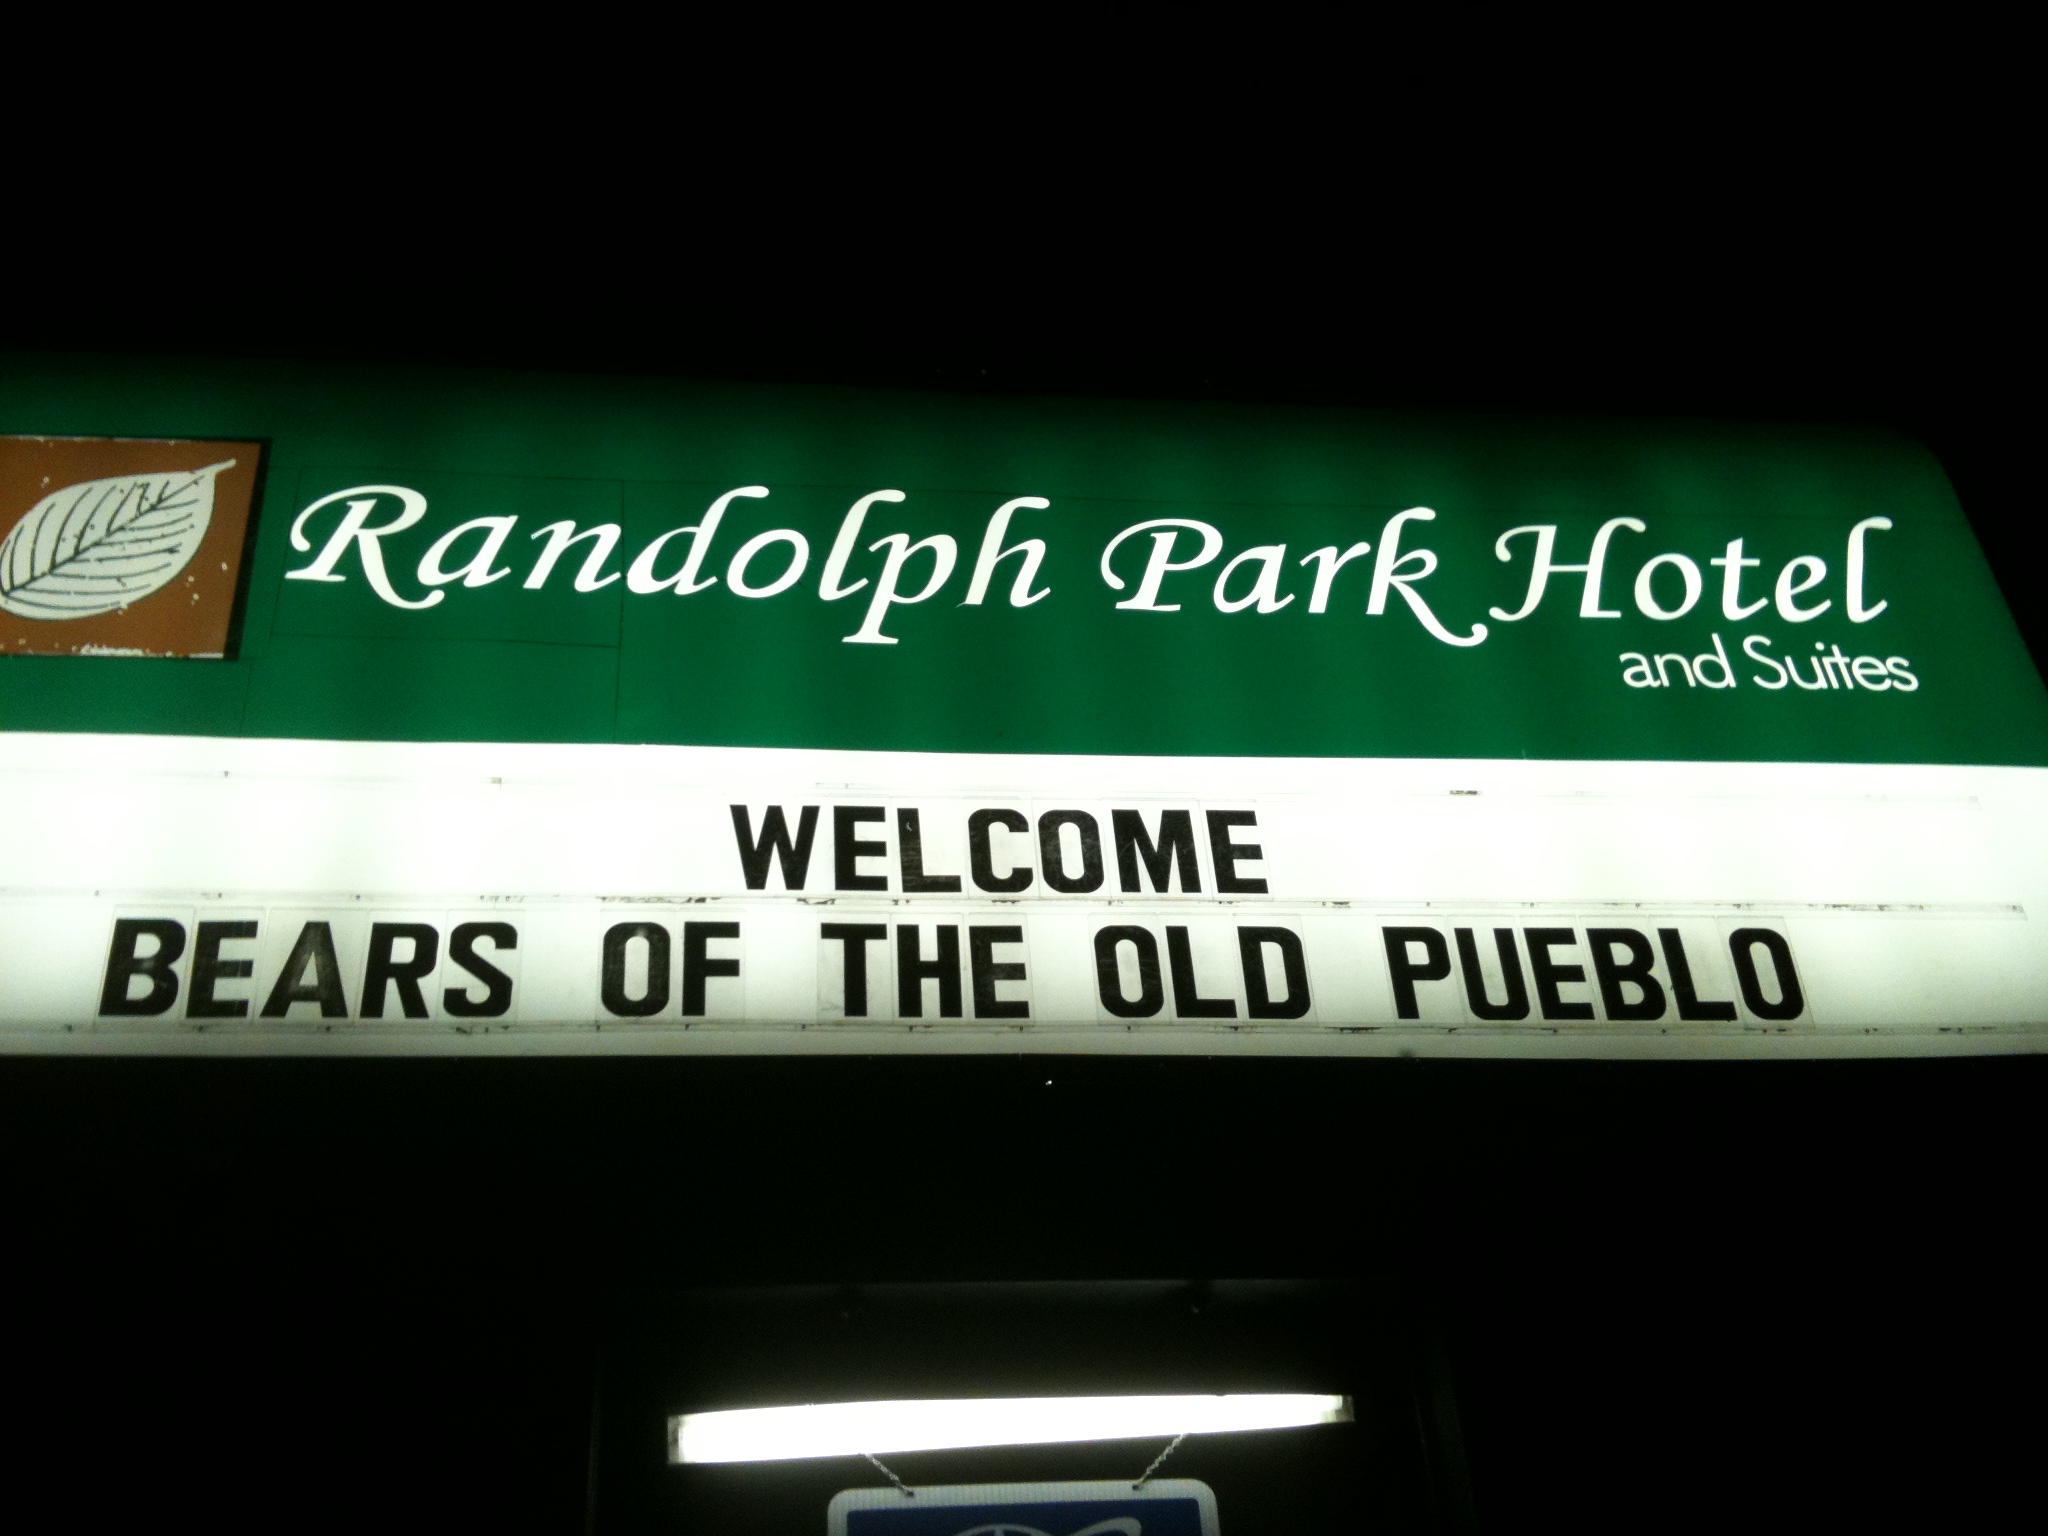 Randolph Park Hotel
and Suites
WELCOME
BEARS OF THE OLD PUEBLO